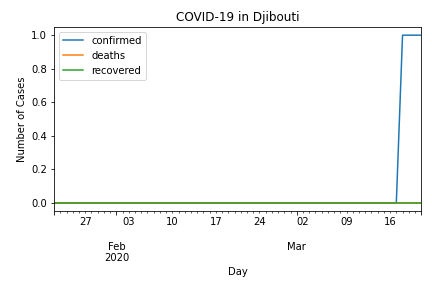 COVID-19 in Djibouti
confirmed
deaths
recovered
Number of Cases
1.0
0.8
0.6
0.4
0.2
0.0
27 03 10 17 24 02 09 16
Feb Mar
2020
Day